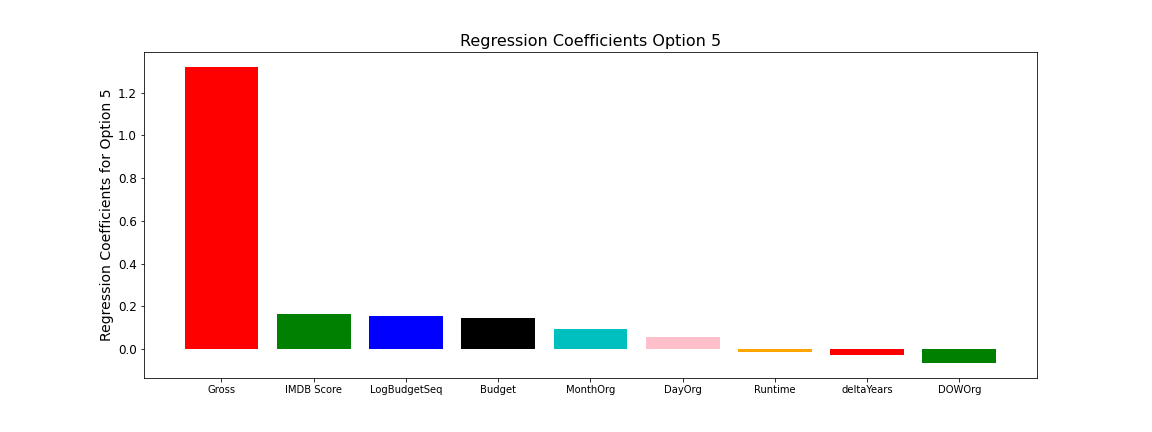 Regression Coefficients Option 5
Regression Coefficients for Option 5
1.2
1.0
0.8
0.6
0.4
0.2
0.0
Gross IMDB Score LogBudgetSeq Budget MonthOrg DayOrg Runtime deltaYears DOWOrg